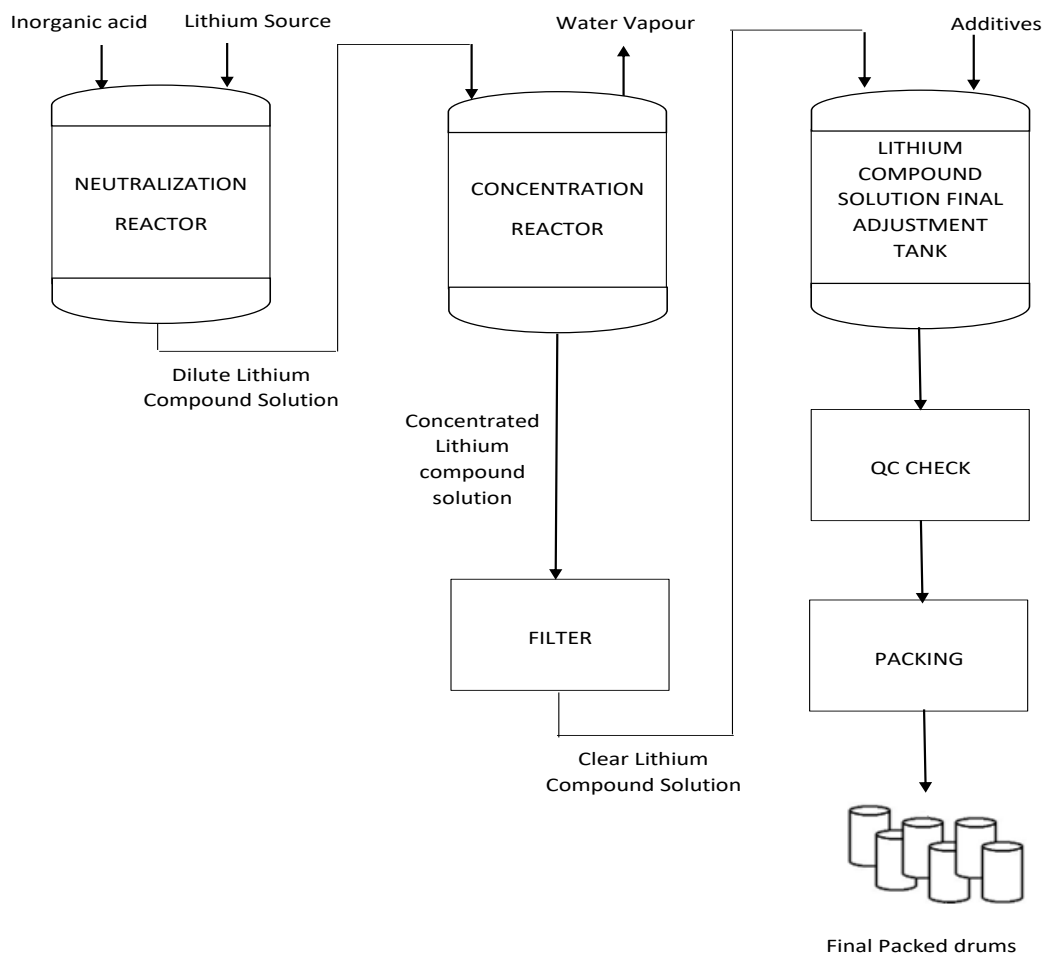 Inorganic acid
Lithium Source
Water Vapour
Additives
NEUTRALIZATION
REACTOR
CONCENTRATION
REACTOR
LITHIUM
COMPOUND
SOLUTION FINAL
ADJUSTMENT
TANK
Dilute Lithium
Compound Solution
Concentrated
Lithium
compound
solution
QC CHECK
FILTER
PACKING
Clear Lithium
Compound Solution
Final Packed drums